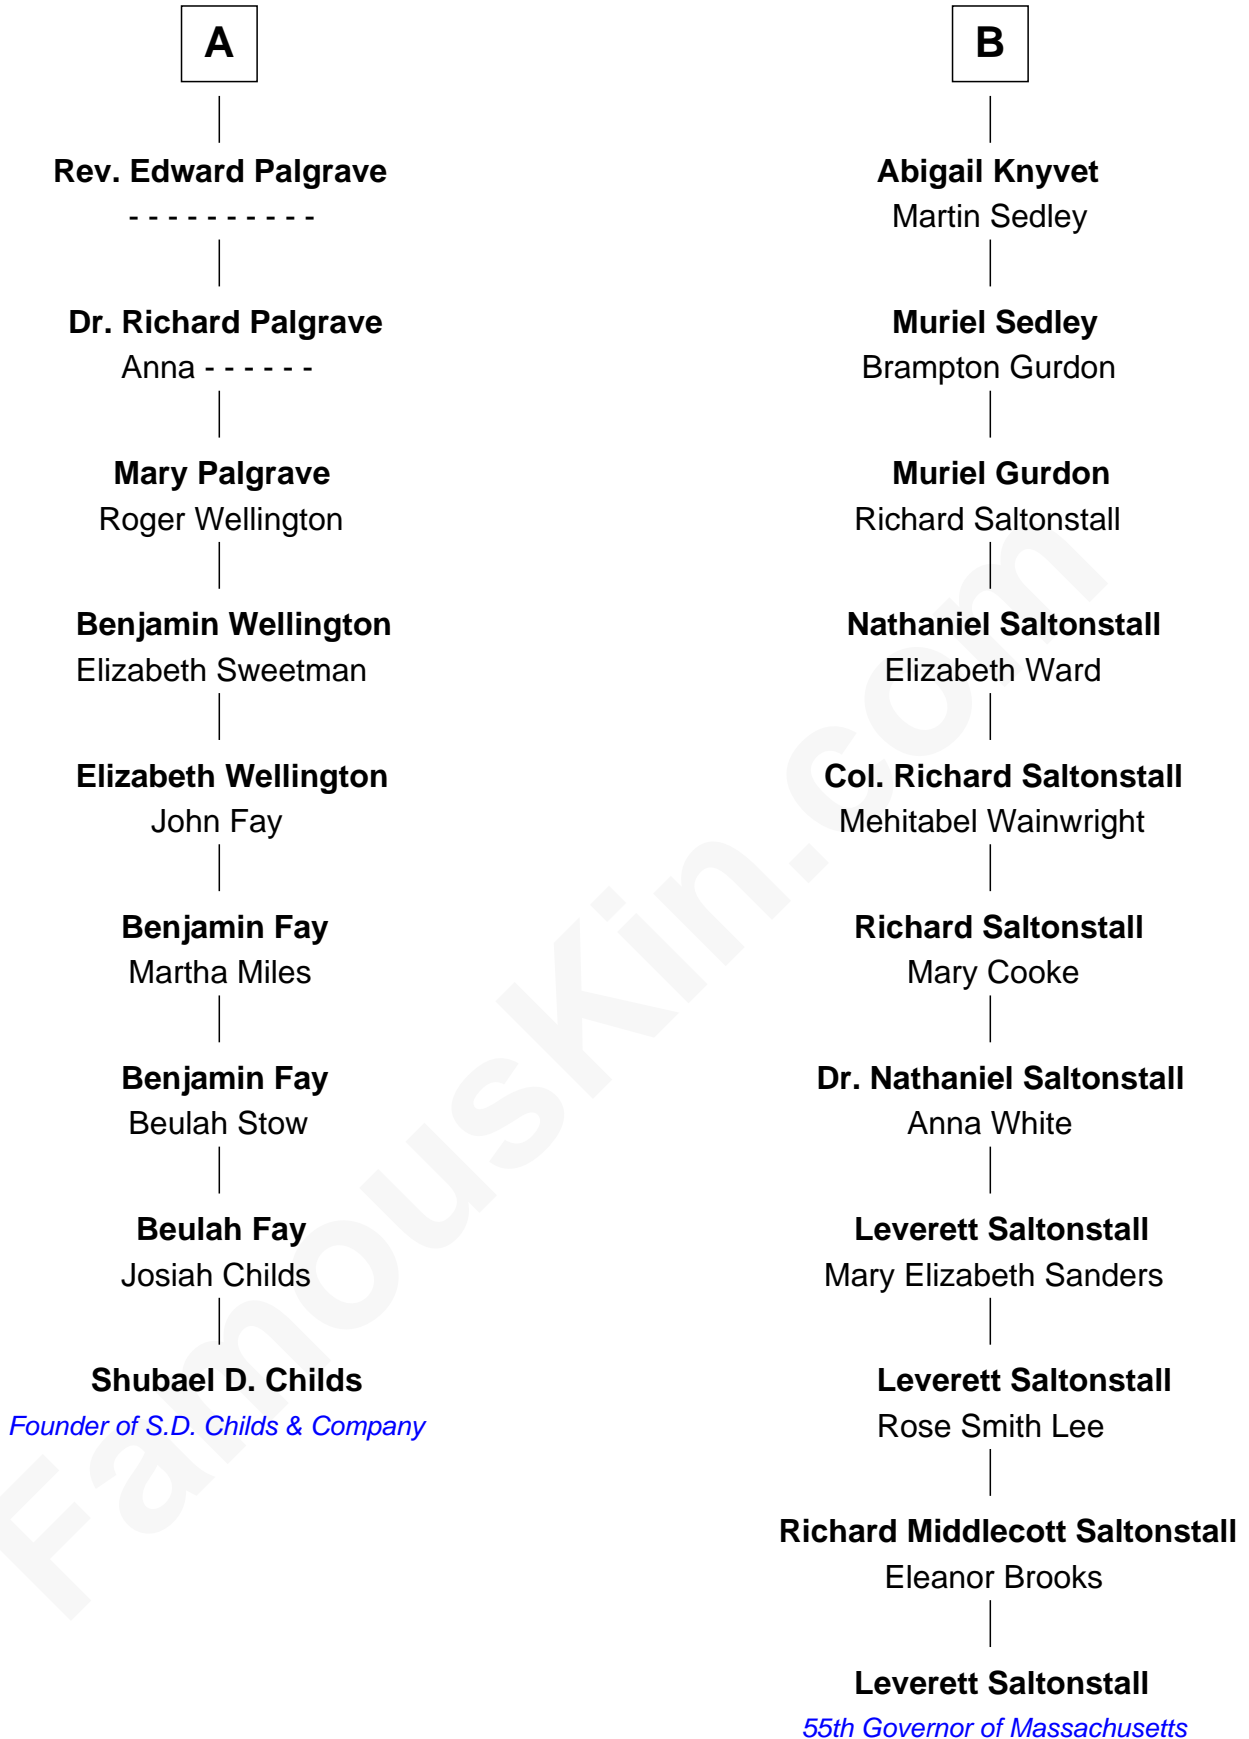 A
Rev. Edward Palgrave
- - - - - - - - - -
Dr. Richard Palgrave
Anna - - - - - -
Mary Palgrave
Roger Wellington
Benjamin Wellington
Elizabeth Sweetman
Elizabeth Wellington
John Fay
Benjamin Fay
Martha Miles
Benjamin Fay
Beulah Stow
Beulah Fay
Josiah Childs
Shubael D. Childs
Founder of S.D. Childs & Company
B
Abigail Knyvet
Martin Sedley
Muriel Sedley
Brampton Gurdon
Muriel Gurdon
Richard Saltonstall
Nathaniel Saltonstall
Elizabeth Ward
Col. Richard Saltonstall
Mehitabel Wainwright
Richard Saltonstall
Mary Cooke
Dr. Nathaniel Saltonstall
Anna White
Leverett Saltonstall
Mary Elizabeth Sanders
Leverett Saltonstall
Rose Smith Lee
Richard Middlecott Saltonstall
Eleanor Brooks
Leverett Saltonstall
55th Governor of Massachusetts
FamousKin.com